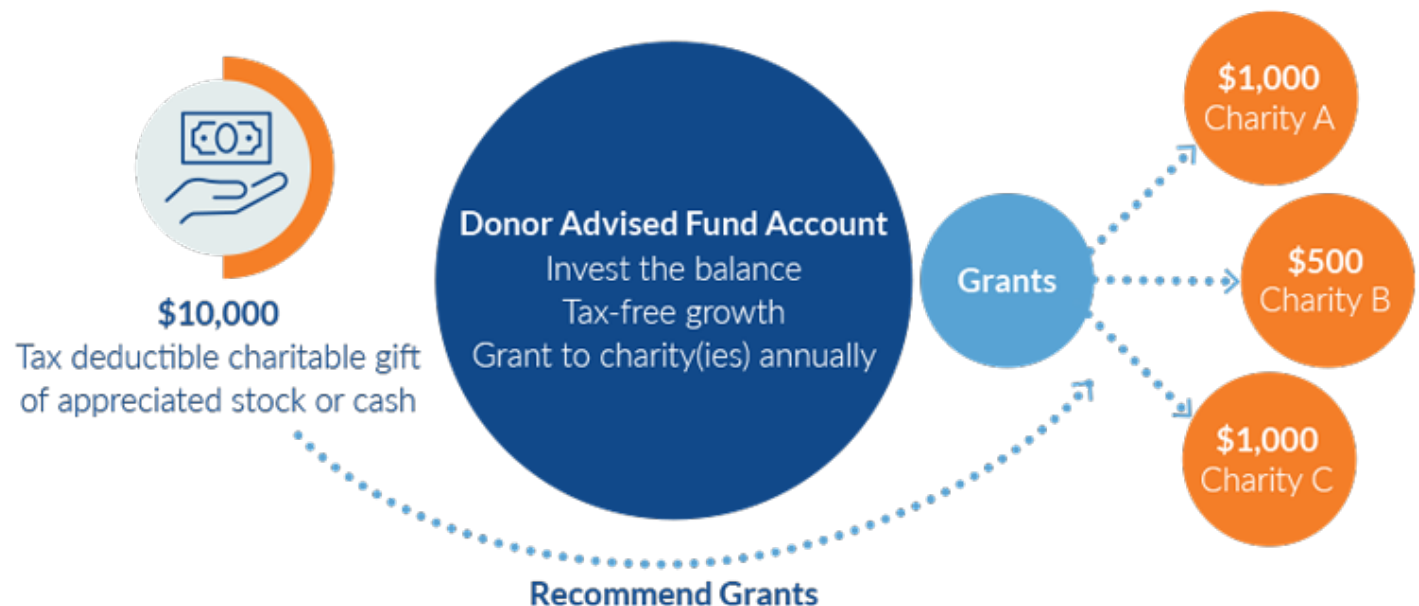 $10,000
Tax deductible charitable gift
of appreciated stock or cash
Donor Advised Fund Account
Invest the balance
Tax-free growth
Grant to charity(ies) annually
Recommend Grants
Grants
$1,000
Charity A
$500
Charity B
$1,000
Charity C